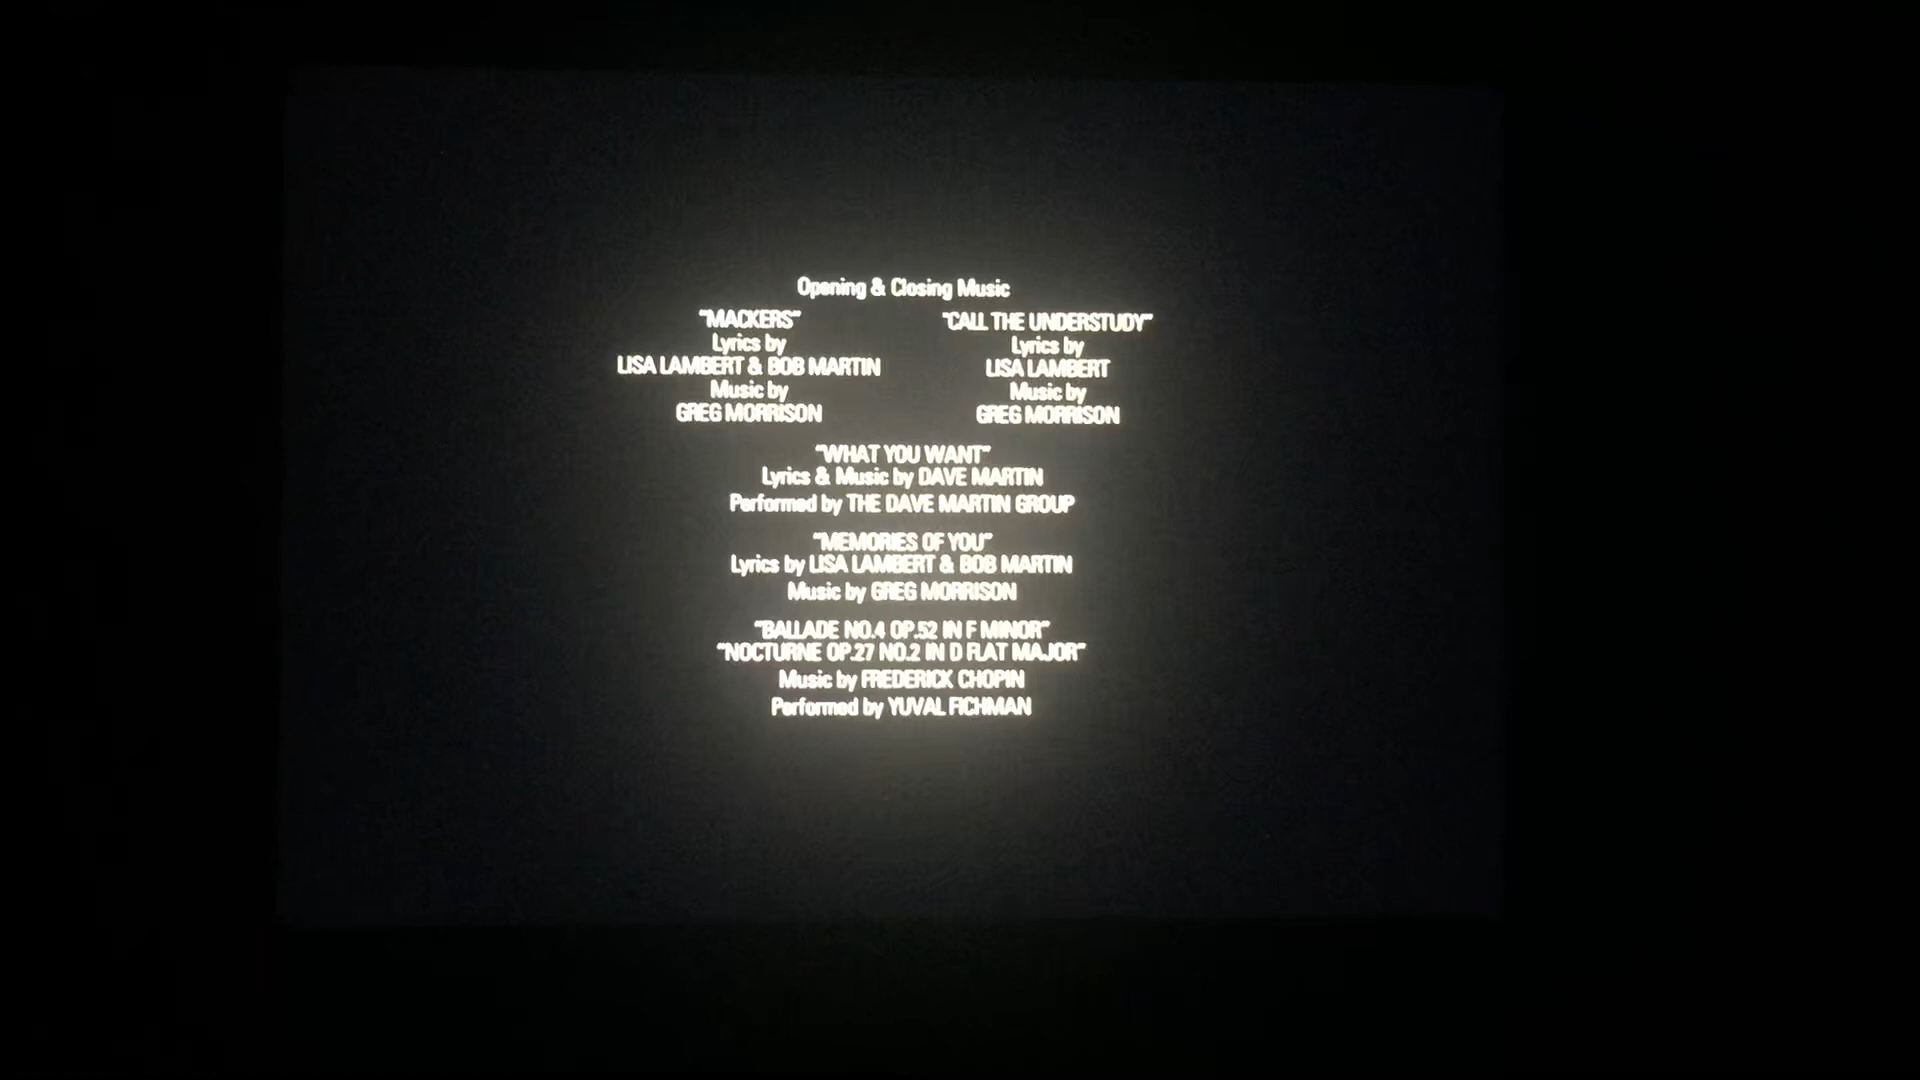 Opening & Closing Music
"MACKERS"
Lyrics by
LISA LAMBERT & BOB MARTIN
Music by
GREG MORRISON
"CALL THE UNDERSTUDY"
Lyrics by
LISA LAMBERT
Music by
GREG MORRISON
"WHAT YOU WANT"
Lyrics & Music by DAVE MARTIN
Performed by THE DAVE MARTIN GROUP
"MEMORIES OF YOU"
Lyrics by LISA LAMBERT & BOB MARTIN
Music by GREG MORRISON
"BALLADE NO.4 OP.52 IN F MINOR"
"NOCTURNE OP.27 NO.2 IN D FLAT MAJOR"
Music by FREDERICK CHOPIN
Performed by YUVAL FICHMAN